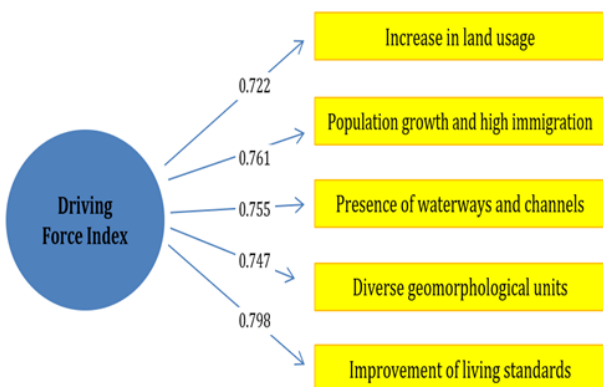 Increase in land usage
0.722
Population growth and high immigration
0.761
Driving
Force Index
Presence of waterways and channels
0.755
0.747
Diverse geomorphological units
0.798
Improvement of living standards